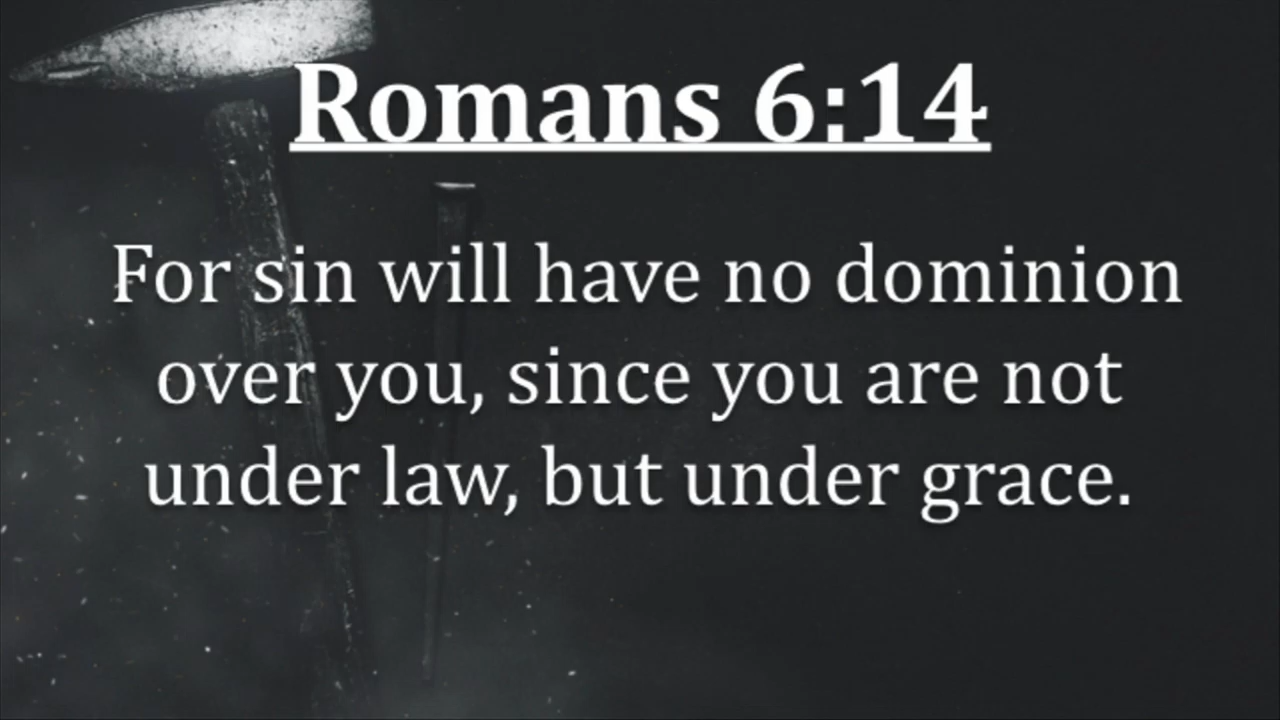 Romans 6:14
For sin will have no dominion
over you, since you are not
under law, but under grace.